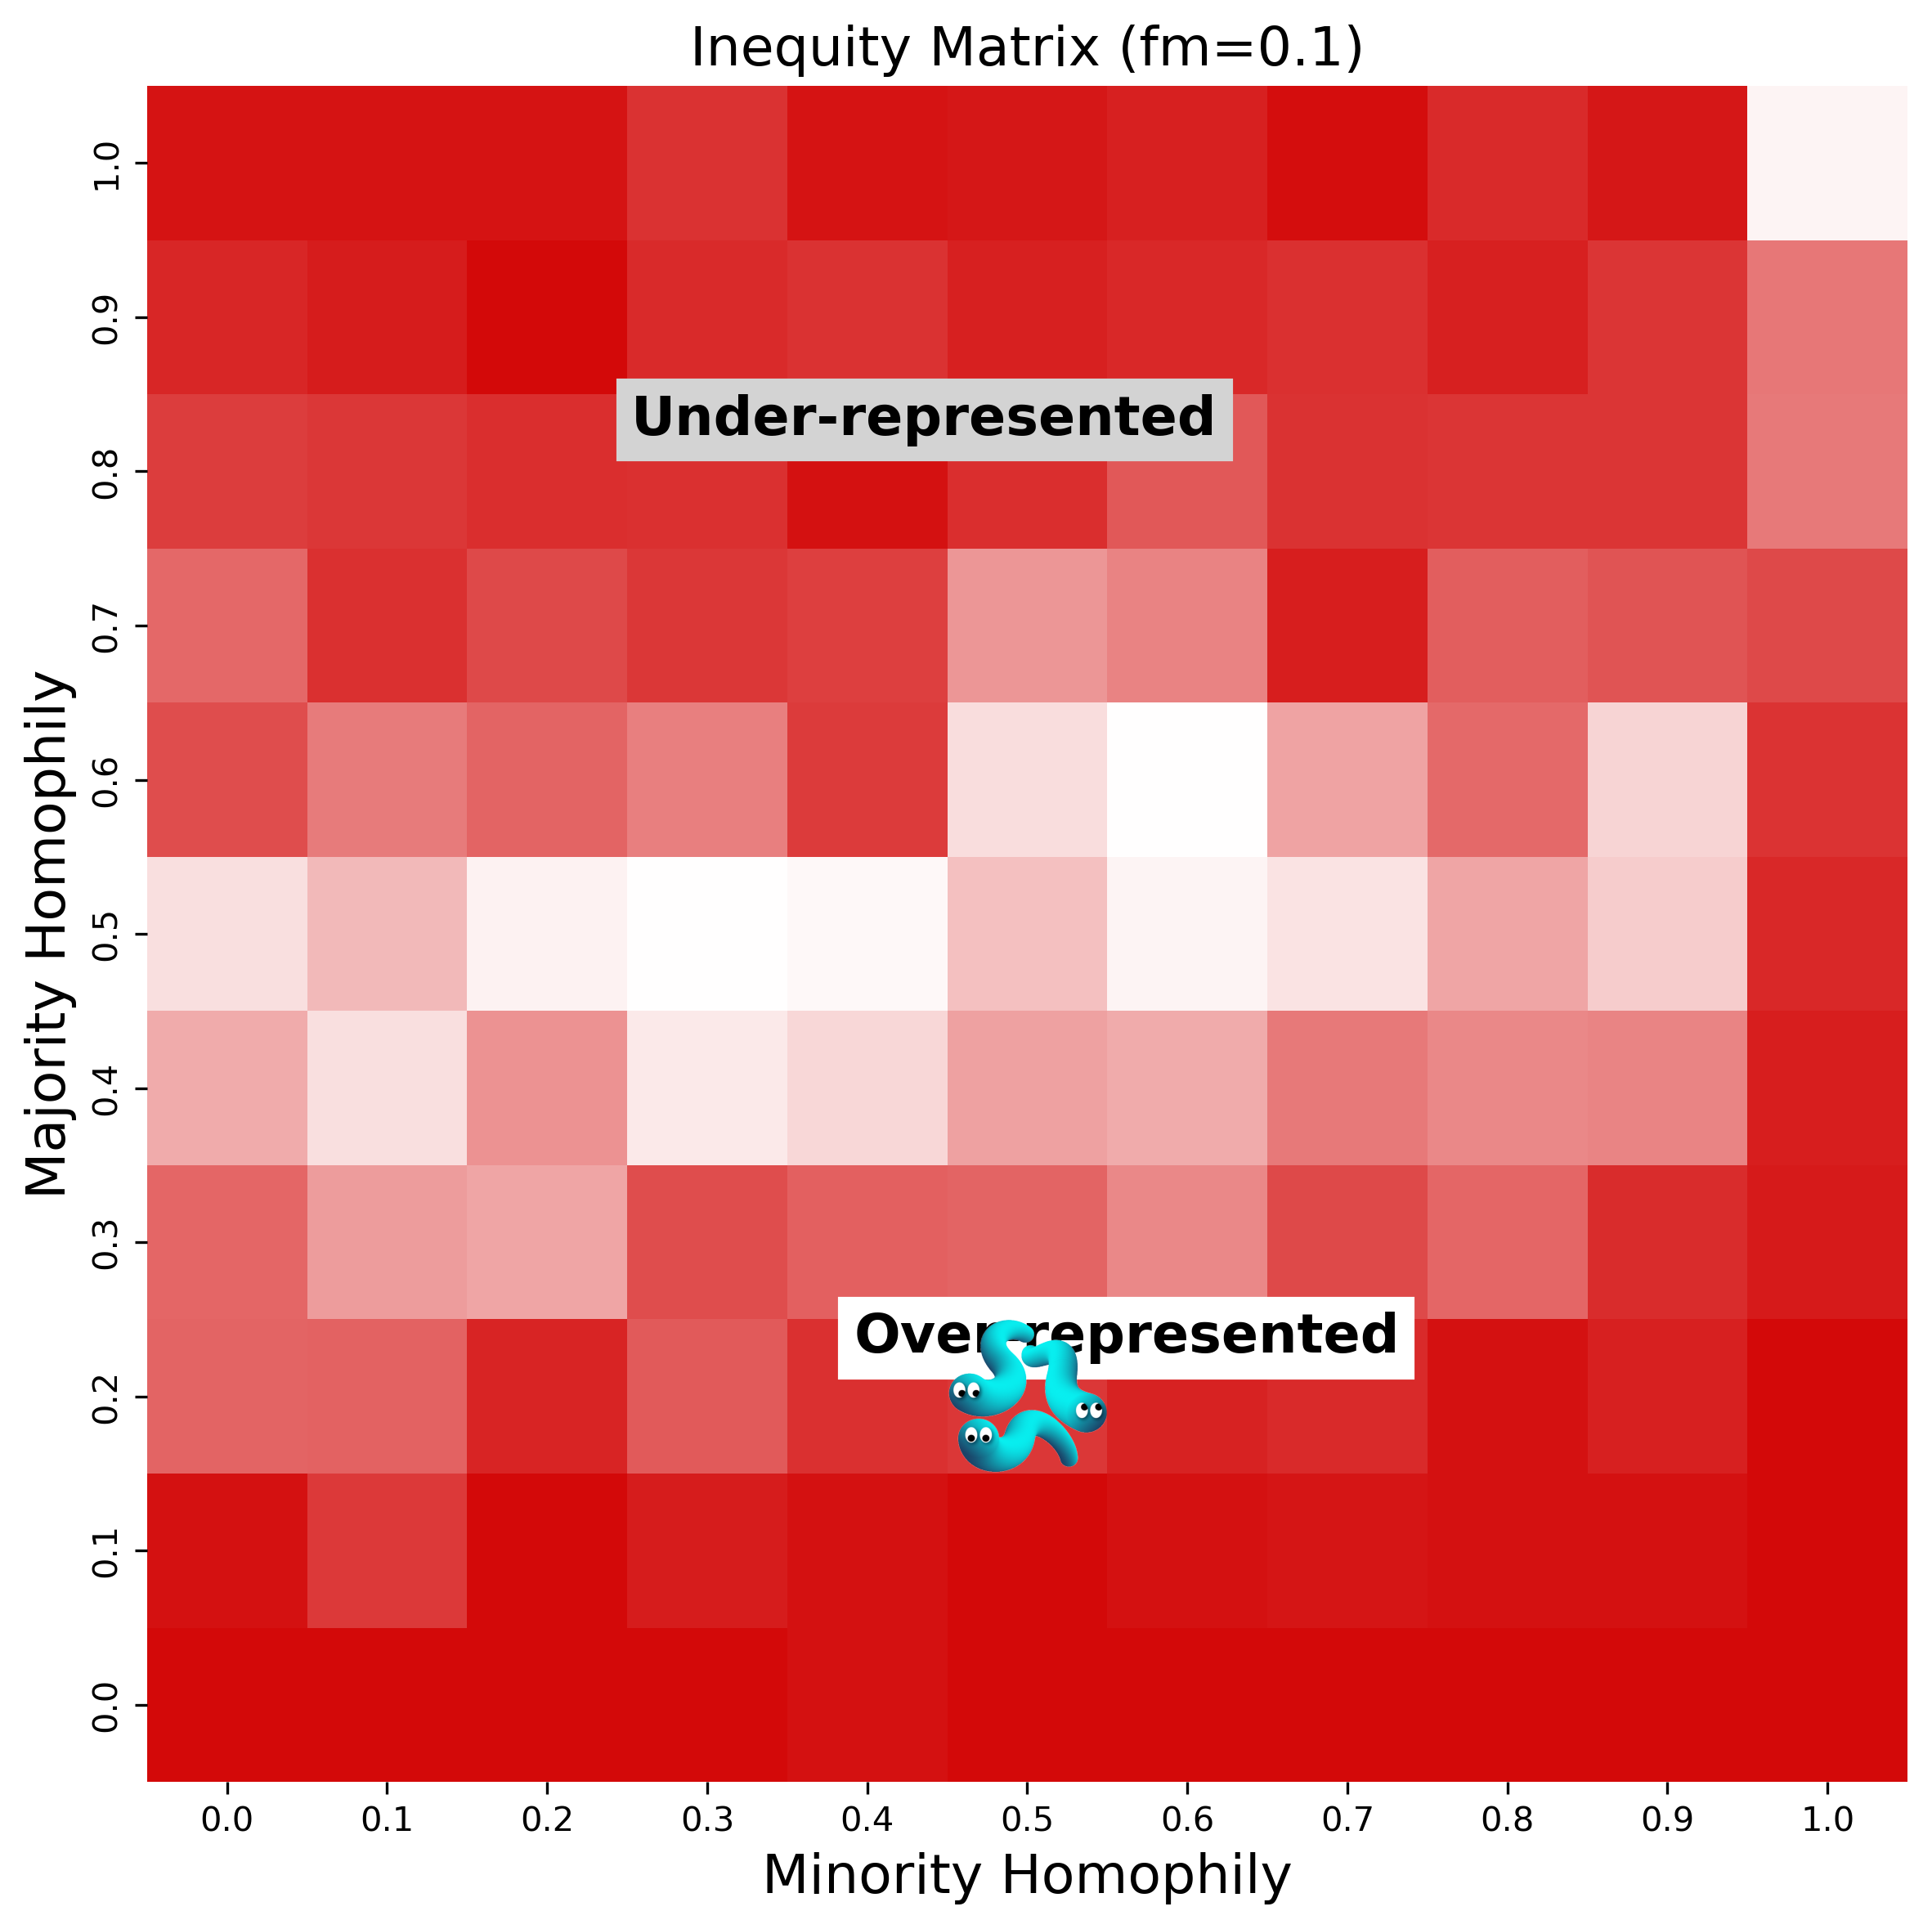 Inequity Matrix (fm=0.1)
1.0
0.9
Under-represented
0.8
0.7
0.6
Majority Homophily
0.5
0.4
0.3
Over-represented
0.2
0.1
0.0
0.0 0.1 0.2 0.3 0.4 0.5 0.6 0.7 0.8 0.9 1.0
Minority Homophily